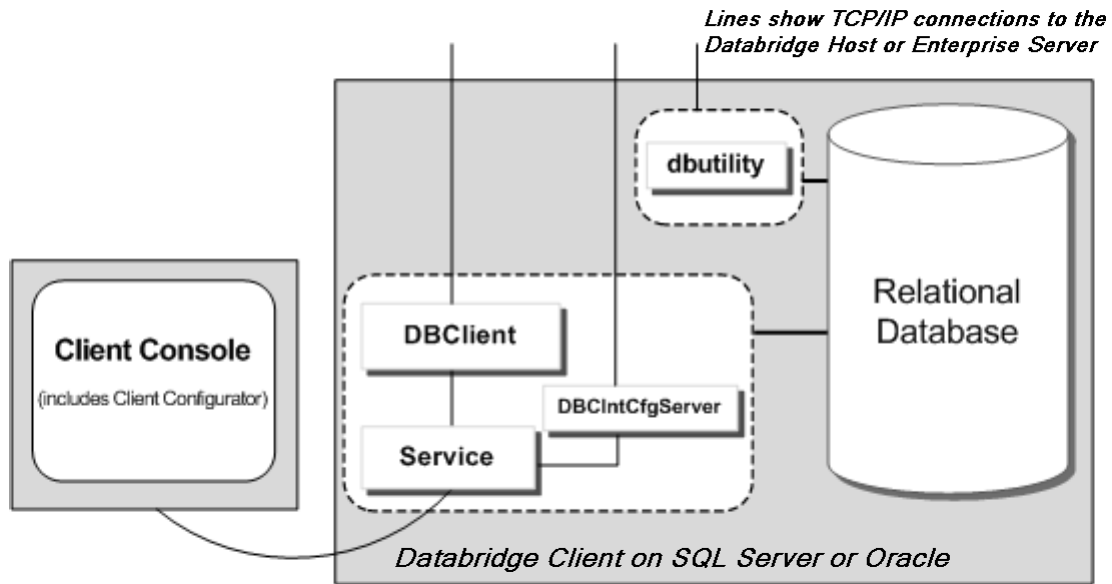 Lines show TCP/IP connections to the
Databridge Host or Enterprise Server
dbutility
Relational
Database
Client Console
(includes Client Configurator)
DBClient
DBClntCfgServer
Service
Databridge Client on SQL Server or Oracle